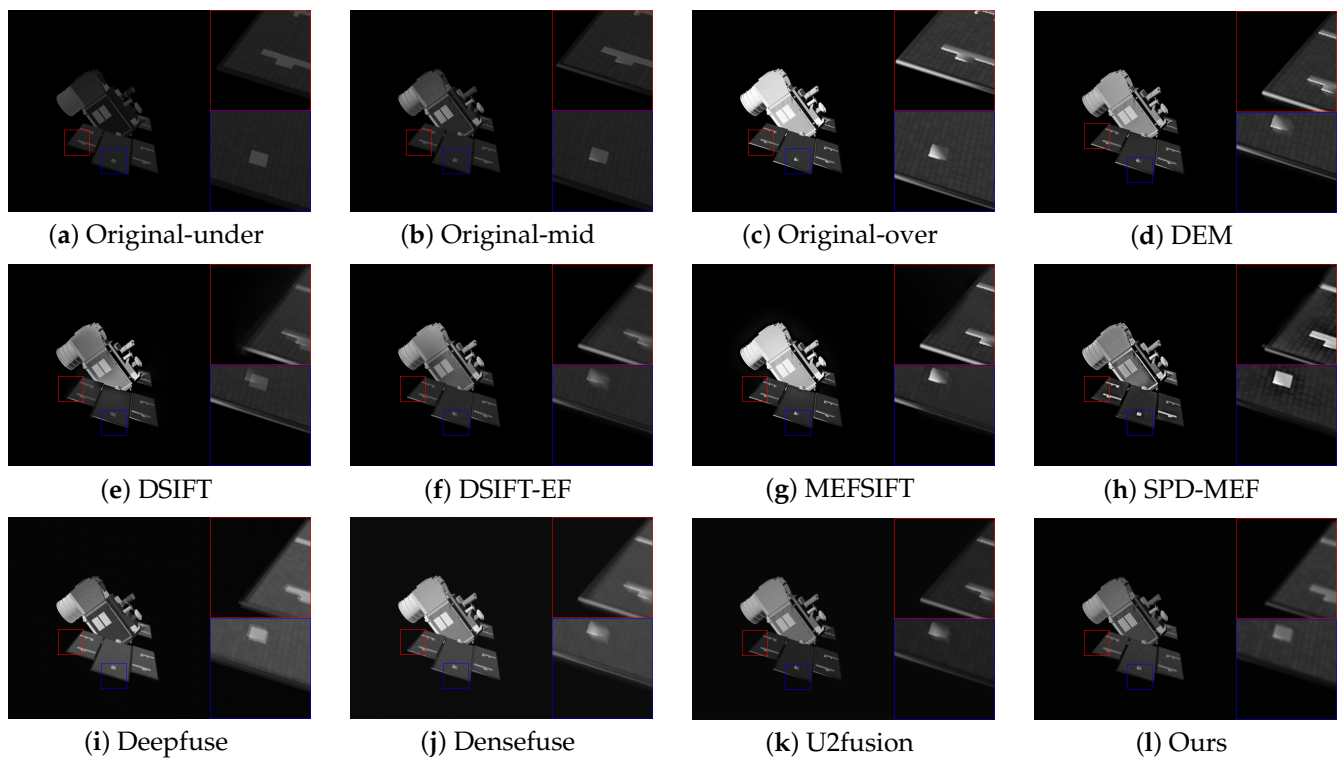 (a) Original-under
(b) Original-mid
(c) Original-over
(d) DEM
(e) DSIFT
(f) DSIFT-EF
(g) MEFSIFT
(h) SPD-MEF
(i) Deepfuse
(j) Densefuse
(k) U2fusion
(l) Ours